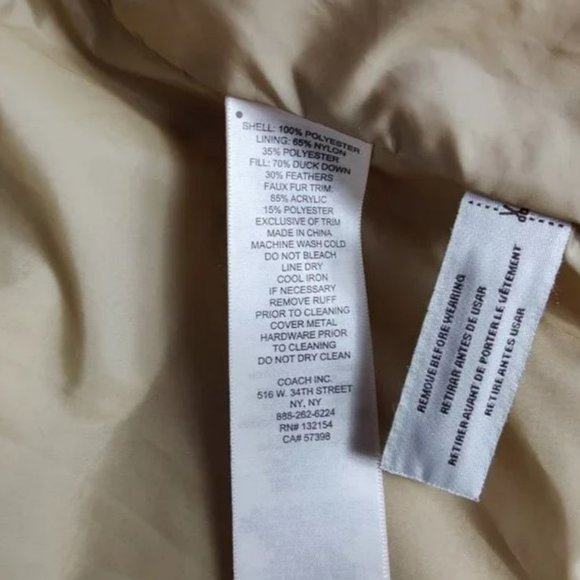 SHELL: 100% POLYESTER
LINING: 65% NYLON
35% POLYESTER
FILL: 70% DUCK DOWN
30% FEATHERS
FAUX FUR TRIM:
85% ACRYLIC
15% POLYESTER
EXCLUSIVE OF TRIM
MADE IN CHINA
MACHINE WASH COLD
DO NOT BLEACH
LINE DRY
COOL IRON
IF NECESSARY
REMOVE RUFF
PRIOR TO CLEANING
COVER METAL
HARDWARE PRIOR
TO CLEANING
DO NOT DRY CLEAN
COACH INC.
516 W. 34TH STREET
NY, NY
888-262-6224
RN# 132154
CA# 57398
REMOVE BEFORE WEARING
RETIRAR ANTES DE USAR
RETIRER AVANT DE PORTER LE VÊTEMENT
RETIRE ANTES USAR